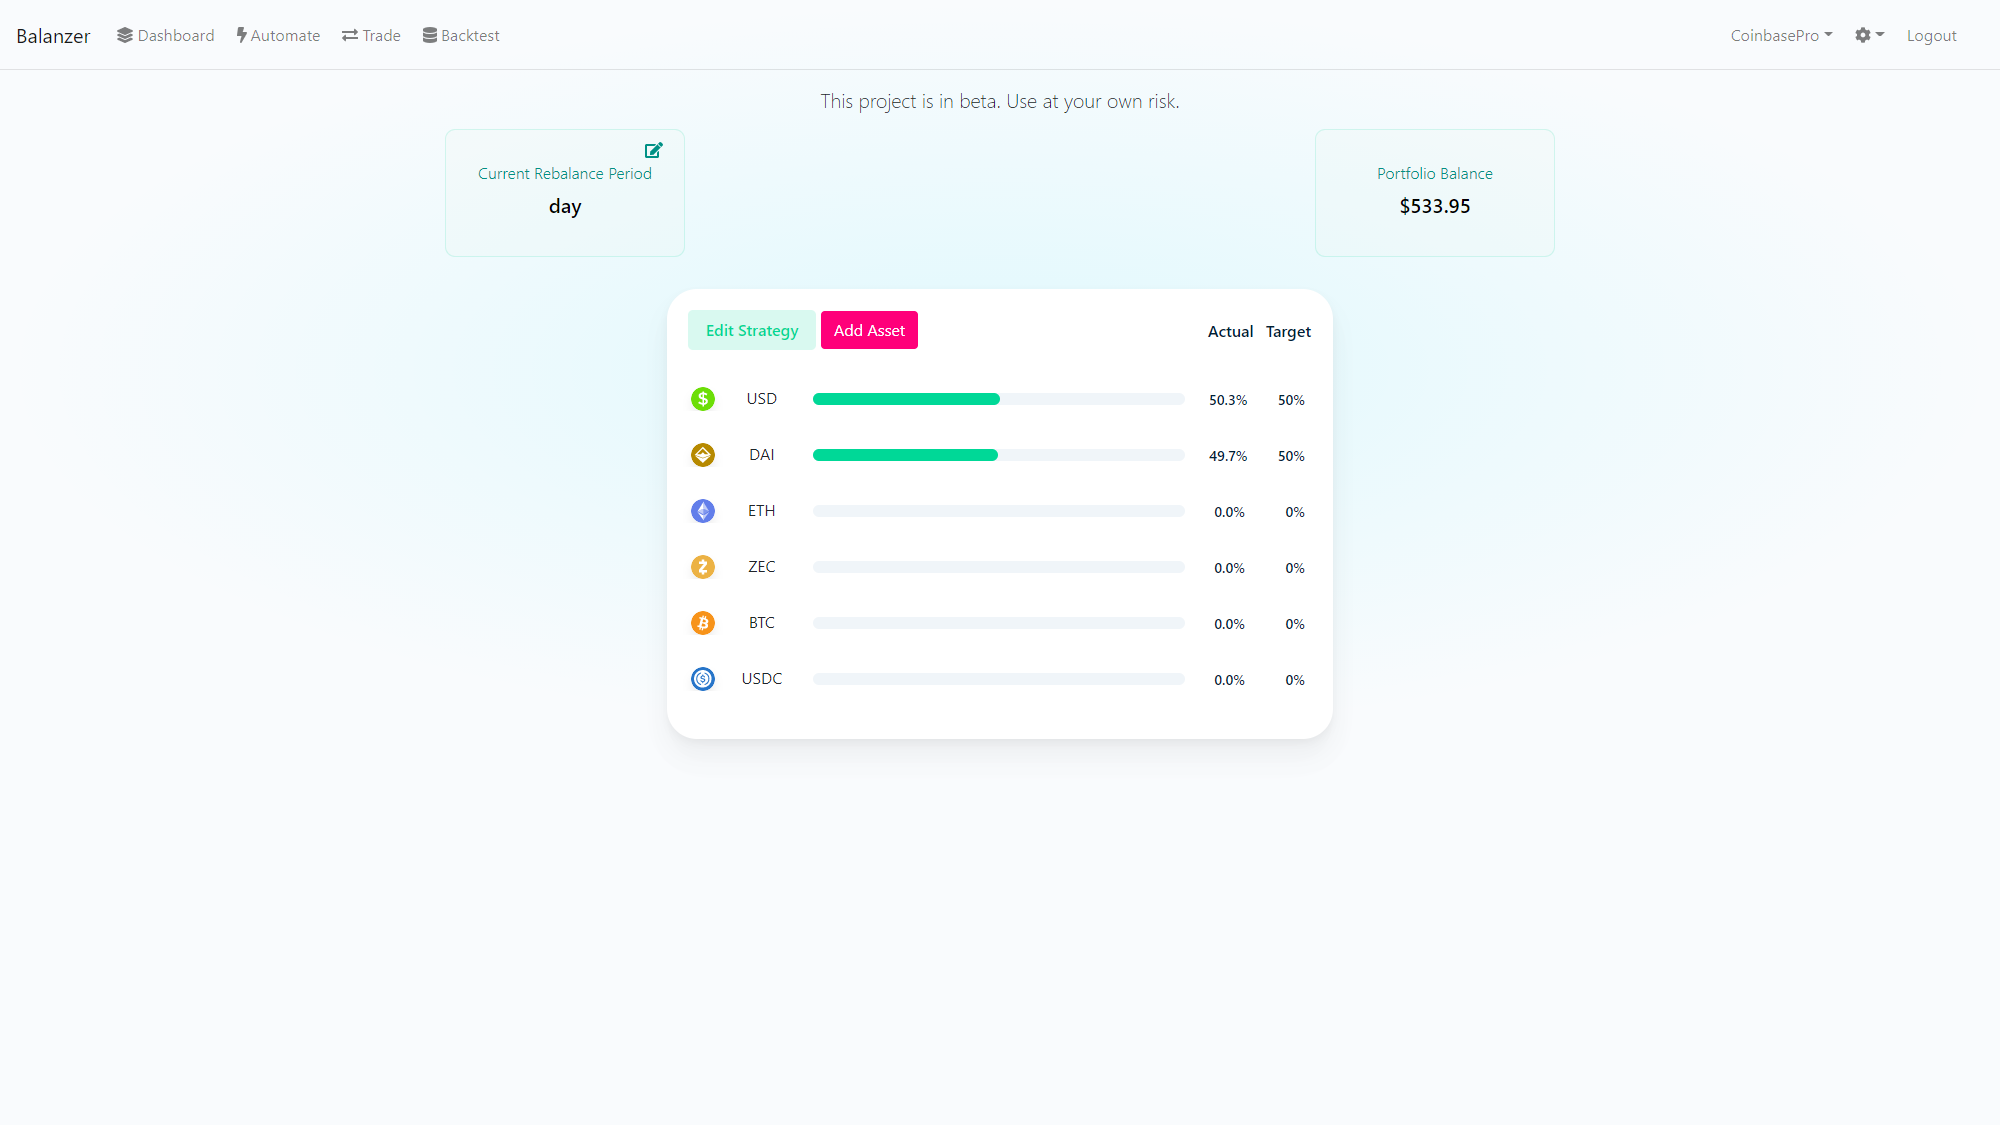 Balanzer Dashboard Automate Trade Backtest CoinbasePro Logout
This project is in beta. Use at your own risk.
Current Rebalance Period
day
Portfolio Balance
$533.95
Edit Strategy Add Asset Actual Target
USD 50.3% 50%
DAI 49.7% 50%
ETH 0.0% 0%
ZEC 0.0% 0%
BTC 0.0% 0%
USDC 0.0% 0%